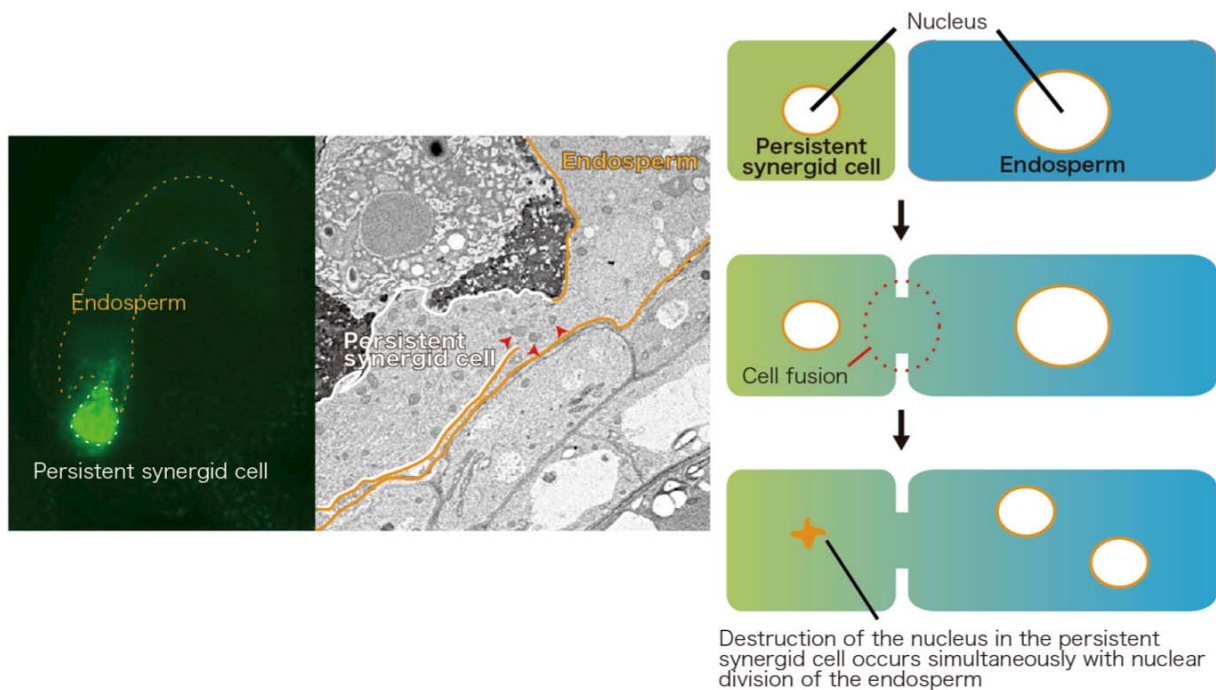 Endosperm
Persistent synergid cell
Endosperm
Persistent
synergid cell
Nucleus
Persistent
synergid cell
Endosperm
Cell fusion
Destruction of the nucleus in the persistent
synergid cell occurs simultaneously with nuclear
division of the endosperm